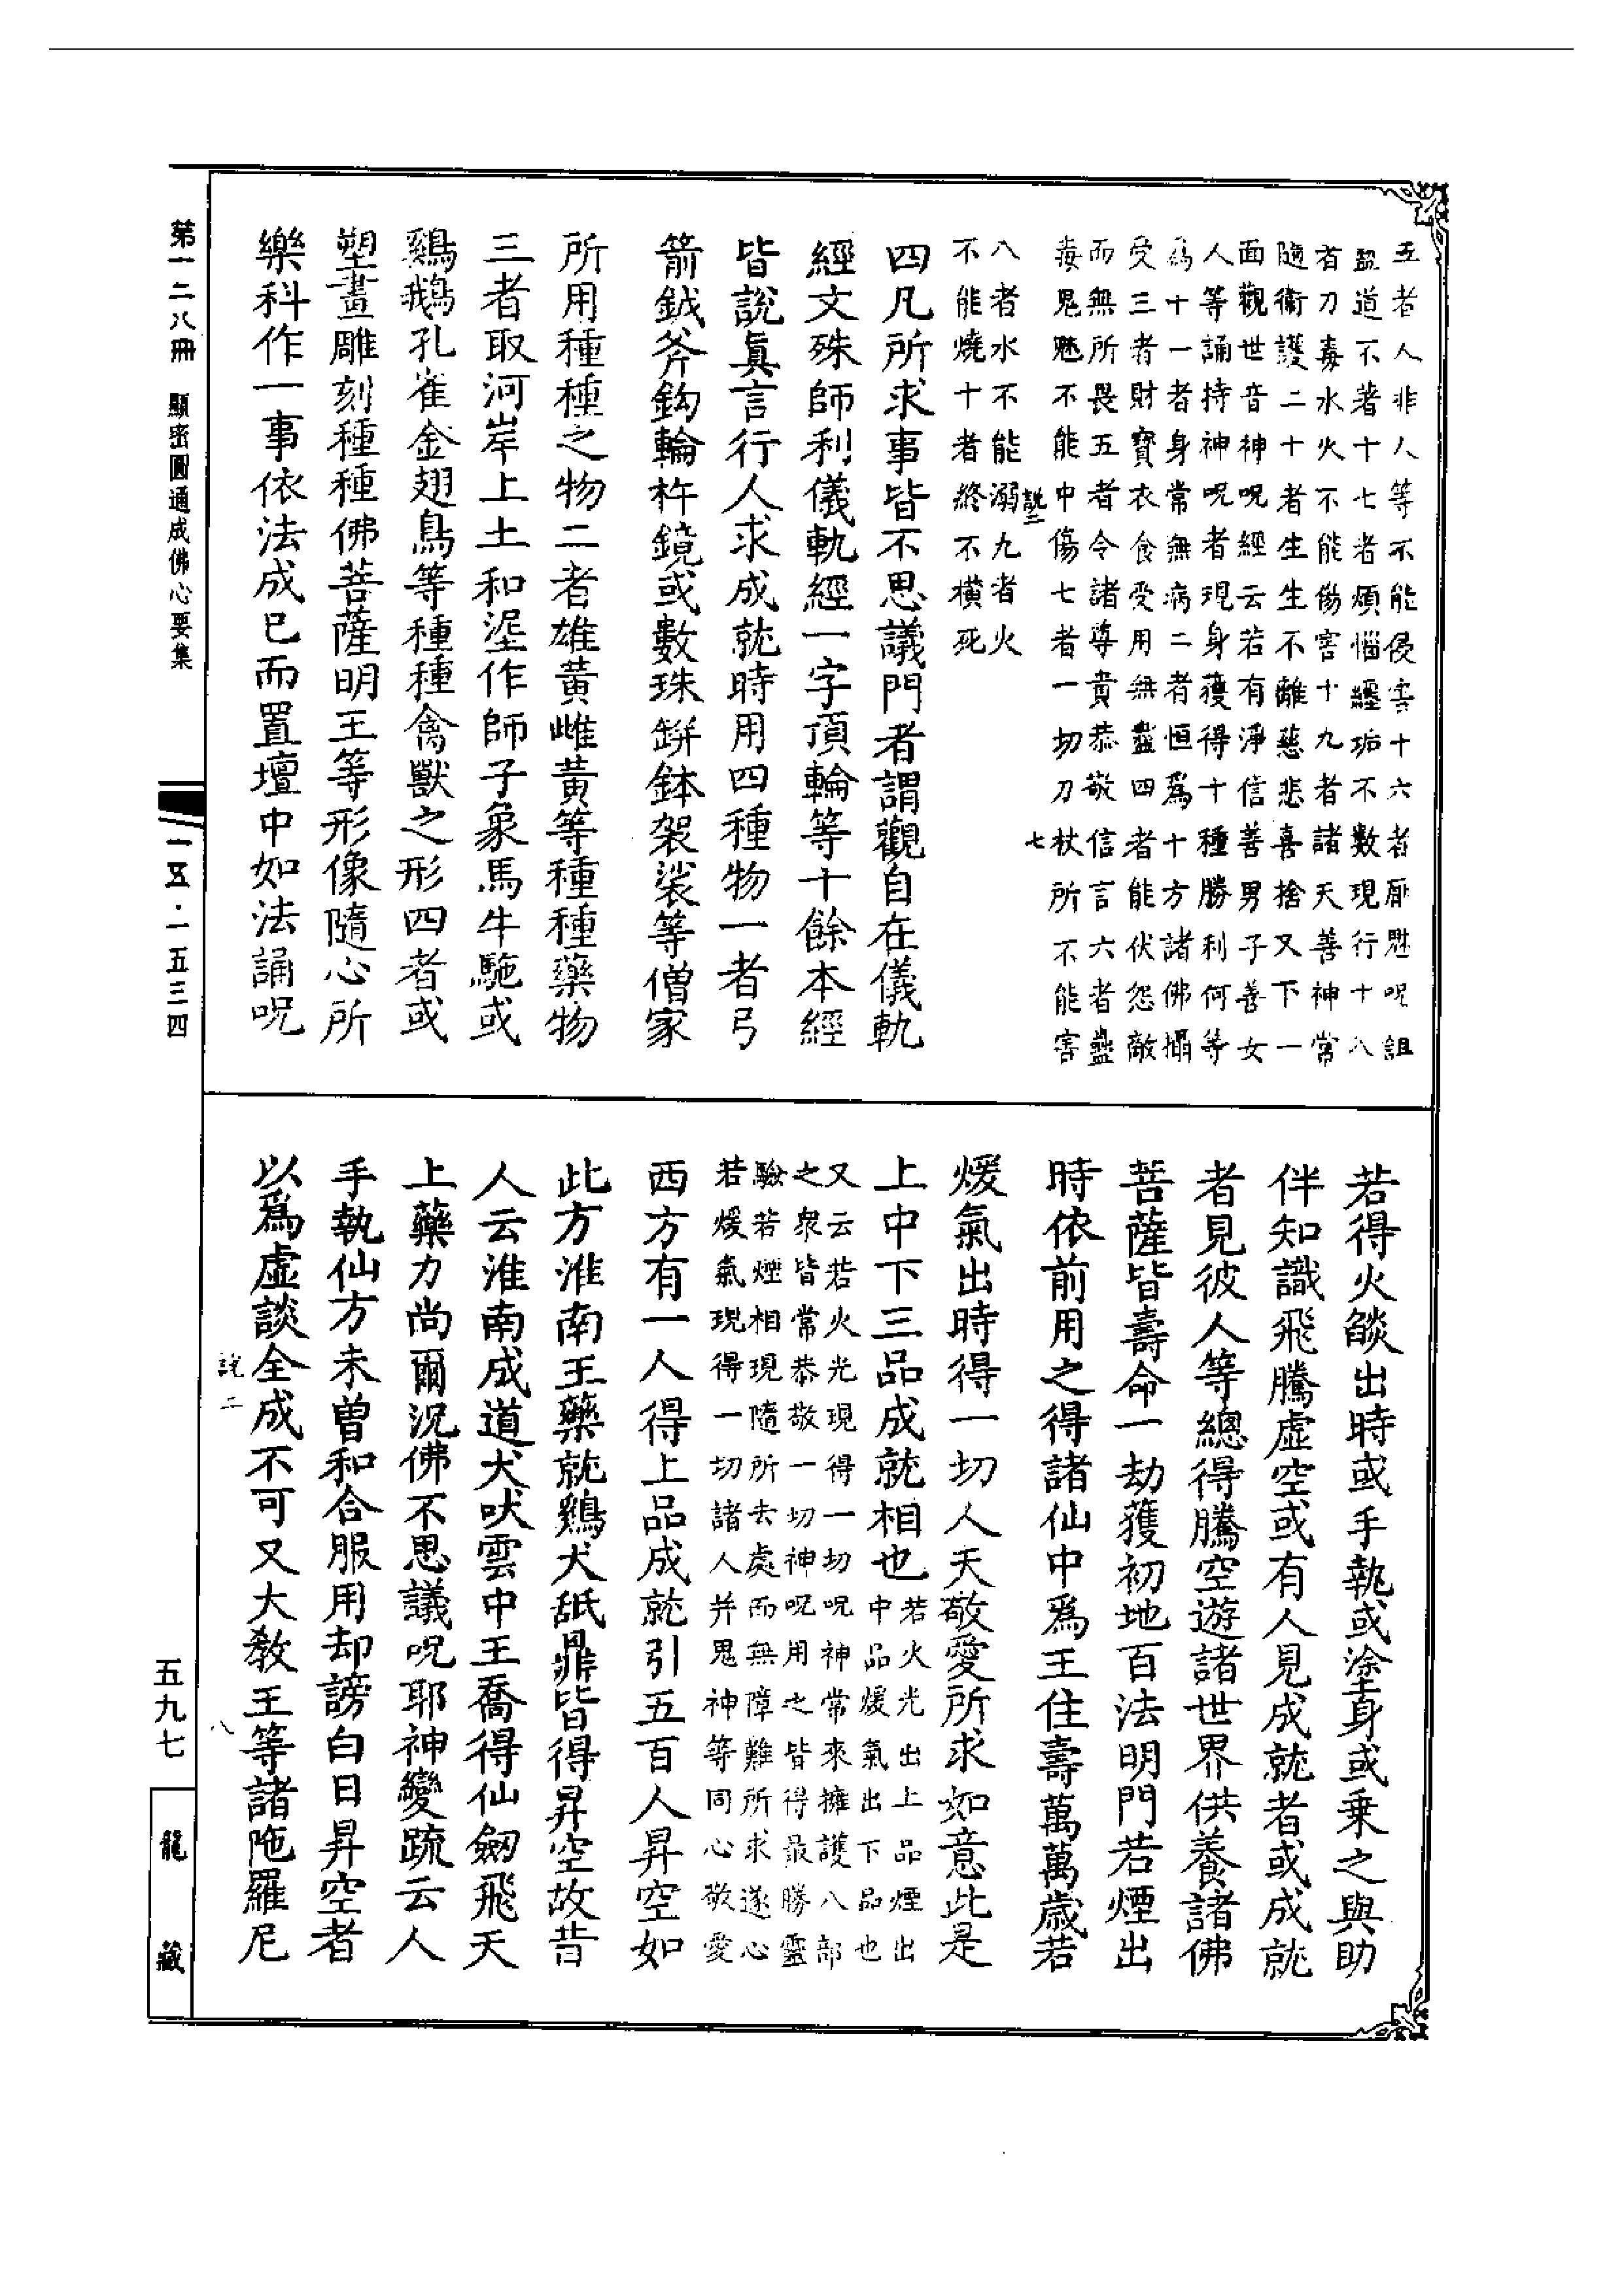 五者人非人等不能侵害十六者厭魅呪詛
盜道不著十七者煩惱纏垢不數現行十八
者刀毒水火不能傷害十九者諸天善神常
隨衛護二十者生生不離慈悲喜捨又下一
面觀世音神呪經云若有淨信善男子善女
人等誦持神呪者現身獲得十種勝利何等
為十一者身常無病二者恒為十方諸佛攝
受三者財寶衣食受用無盡四者能伏怨敵
而無所畏五者令諸尊貴恭敬信言六者蠱
毒鬼魅不能中傷七者一切刀杖所不能害
說二
七
八者水不能溺九者火
不能燒十者終不橫死
四凡所求事皆不思議門者謂觀自在儀軌
經文殊師利儀軌經一字頂輪等十餘本經
皆說眞言行人求成就時用四種物一者弓
箭鉞斧鈎輪杵鏡或數珠缾鉢袈裟等僧家
所用種種之物二者雄黃雌黃等種種藥物
三者取河岸上土和埿作師子象馬牛駞或
鷄鵝孔雀金翅鳥等種種禽獸之形四者或
塑畫雕刻種種佛菩薩明王等形像隨心所
樂科作一事依法成已而置壇中如法誦呪
若得火燄出時或手執或塗身或乗之與助
伴知識飛騰虛空或有人見成就者或成就
者見彼人等總得騰空遊諸世界供養諸佛
菩薩皆壽命一劫獲初地百法明門若煙出
時依前用之得諸仙中爲王住壽萬萬歲若
煖氣出時得一切人天敬愛所求如意此是
上中下三品成就相也
若火光出上品煙出
中品煖氣出下品也
又云若火光現得一切呪神常來擁護八部
之衆皆常恭敬一切神呪用之皆得最勝靈
驗若煙相現隨所去處而無障難所求遂心
若煖氣現得一切諸人并鬼神等同心敬愛
西方有一人得上品成就引五百人昇空如
此方淮南王藥就鷄犬舐鼎皆得昇空故昔
人云淮南成道犬吠雲中王喬得仙劒飛天
上藥力尚爾況佛不思議呪耶神變疏云人
手執仙方未曾和合服用却謗白日昇空者
以爲虛談全成不可又大教王等諸陁羅尼
說二
八
第一二八冊 顯密圓通成佛心要集
一五·一五三四
五九七
龍藏